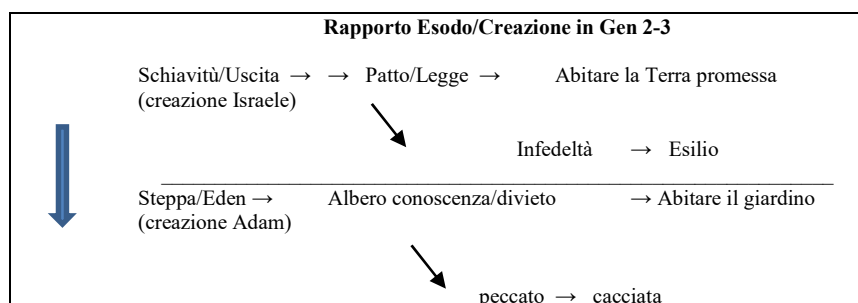 Rapporto Esodo/Creazione in Gen 2-3
Schiavitù/Uscita → → Patto/Legge → Abitare la Terra promessa
(creazione Israele)
Infedeltà → Esilio
Steppa/Eden → Albero conoscenza/divieto → Abitare il giardino
(creazione Adam)
peccato → cacciata